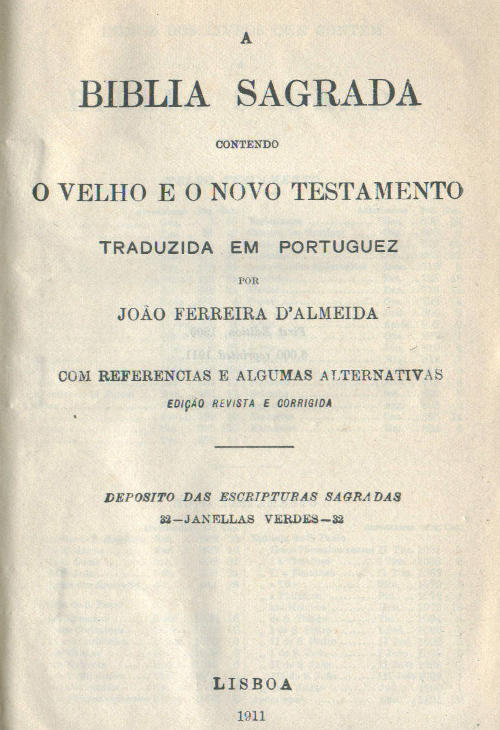 A
BIBLIA SAGRADA
CONTENDO
O VELHO E O NOVO TESTAMENTO
TRADUZIDA EM PORTUGUEZ
POR
JOÃO FERREIRA D'ALMEIDA
COM REFERENCIAS E ALGUMAS ALTERNATIVAS
EDIÇÃO REVISTA E CORRIGIDA
DEPOSITO DAS ESCRIPTURAS SAGRADAS
32—JANELLAS VERDES—32
LISBOA
1911